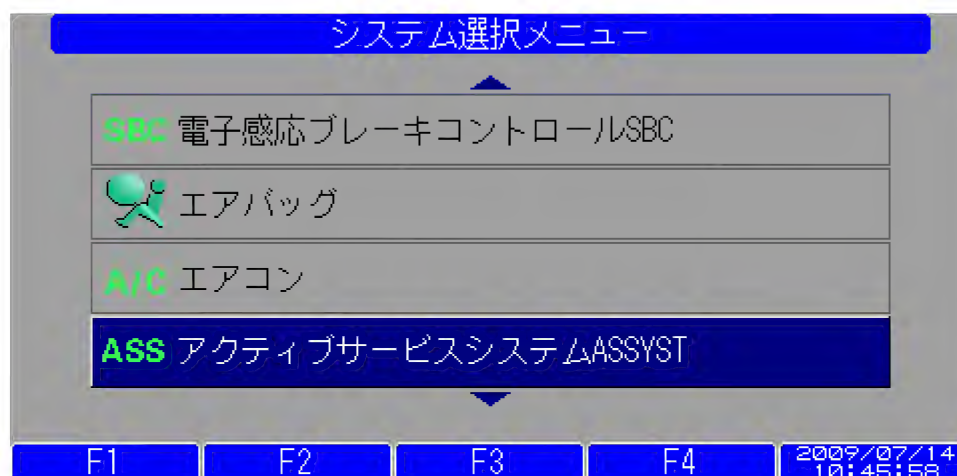 システム選択メニュー
SBC 電子感応ブレーキコントロールSBC
エアバッグ
A/C エアコン
ASS アクティブサービスシステムASSYST
F1 F2 F3 F4 2009/07/14
10:45:58